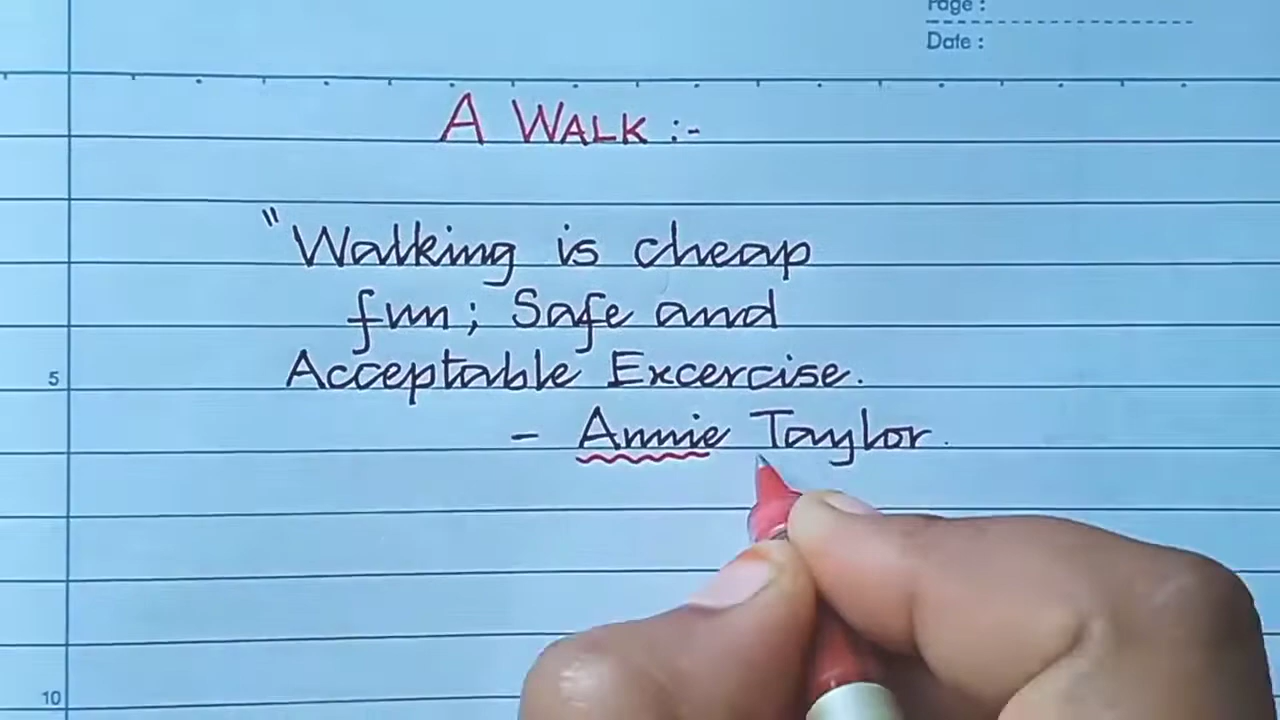 Page :
Date :
A WALK :-
"Walking is cheap
fun; Safe and
Acceptable Excercise.
- Annie Taylor.
5
10